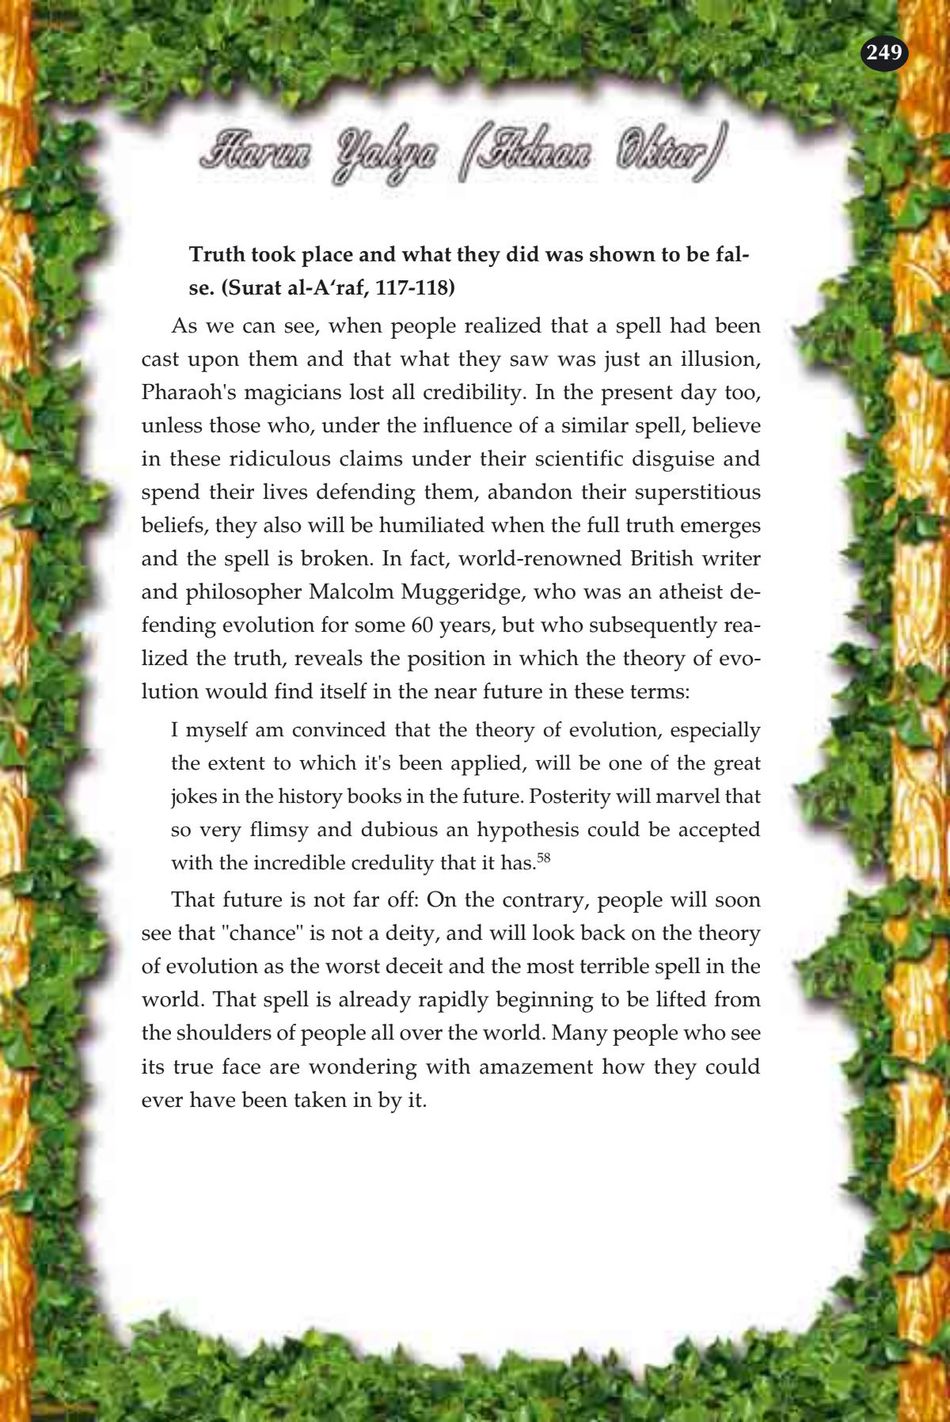 249
Harun Yahya (Adnan Oktar)
Truth took place and what they did was shown to be fal-
se. (Surat al-A‘raf, 117-118)
As we can see, when people realized that a spell had been
cast upon them and that what they saw was just an illusion,
Pharaoh's magicians lost all credibility. In the present day too,
unless those who, under the influence of a similar spell, believe
in these ridiculous claims under their scientific disguise and
spend their lives defending them, abandon their superstitious
beliefs, they also will be humiliated when the full truth emerges
and the spell is broken. In fact, world-renowned British writer
and philosopher Malcolm Muggeridge, who was an atheist de-
fending evolution for some 60 years, but who subsequently rea-
lized the truth, reveals the position in which the theory of evo-
lution would find itself in the near future in these terms:
I myself am convinced that the theory of evolution, especially
the extent to which it's been applied, will be one of the great
jokes in the history books in the future. Posterity will marvel that
so very flimsy and dubious an hypothesis could be accepted
with the incredible credulity that it has.58
That future is not far off: On the contrary, people will soon
see that "chance" is not a deity, and will look back on the theory
of evolution as the worst deceit and the most terrible spell in the
world. That spell is already rapidly beginning to be lifted from
the shoulders of people all over the world. Many people who see
its true face are wondering with amazement how they could
ever have been taken in by it.